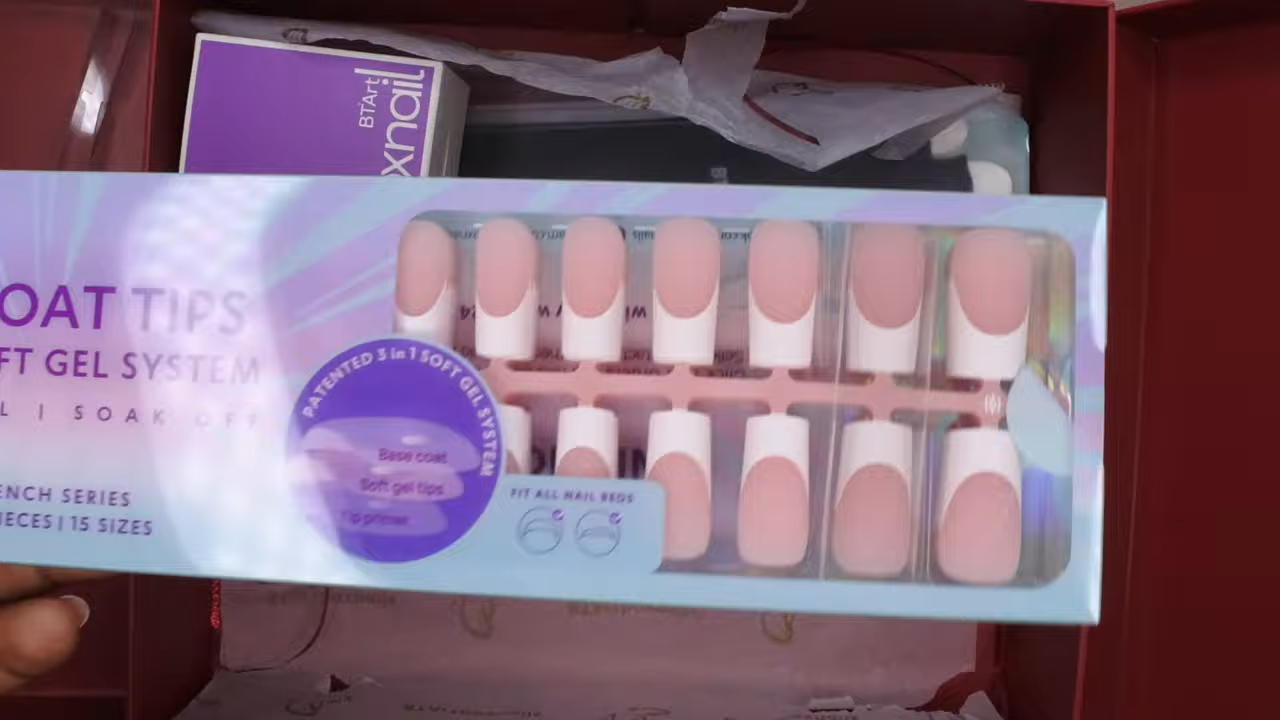 BTArt
xnail
OAT TIPS
FT GEL SYSTEM
L | SOAK OFF
ENCH SERIES
IECES | 15 SIZES
PATENTED 3 in 1 SOFT GEL SYSTEM
Base coat
Soft gel tips
Tip primer
FIT ALL NAIL BEDS